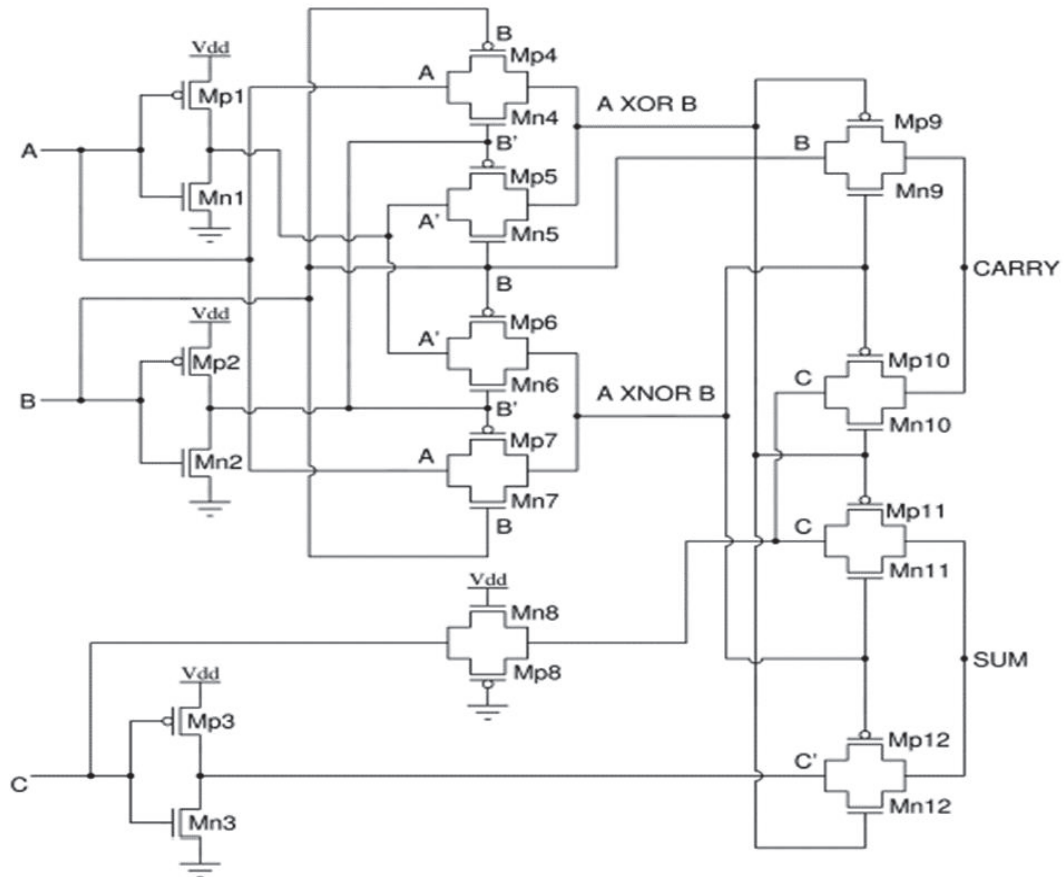 B
Vdd
Mp4
A
Mp1
A XOR B
Mn4
Mp9
A
B'
B
Mp5
Mn1
Mn9
A'
Mn5
CARRY
B
Vdd
Mp6
A'
Mp2
Mp10
C
Mn6
A XNOR B
B
B'
Mn10
Mp7
A
Mn2
Mn7
Mp11
B
C
Mn11
Vdd
Mn8
SUM
Vdd
Mp8
Mp3
Mp12
C'
C
Mn3
Mn12